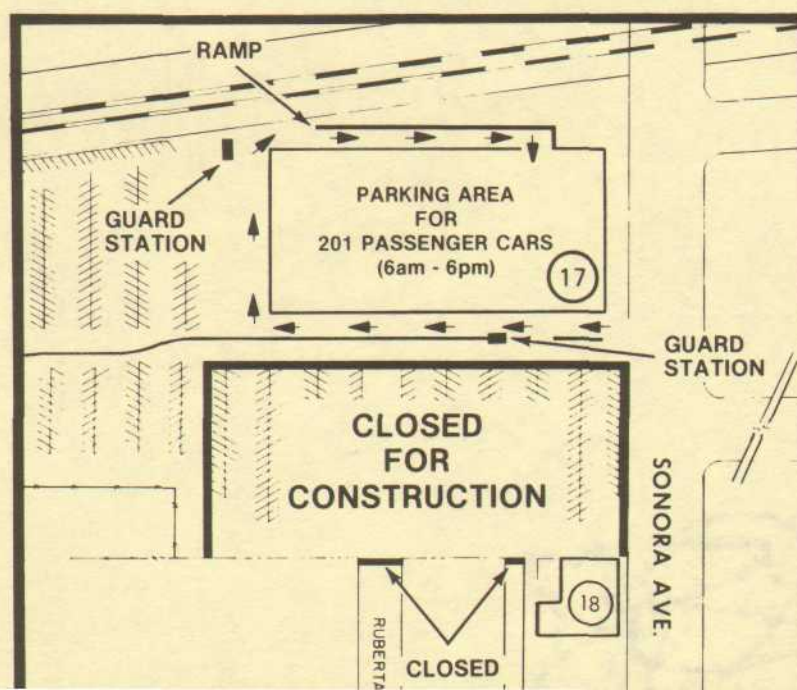 RAMP
GUARD
STATION
PARKING AREA
FOR
201 PASSENGER CARS
(6am - 6pm)
17
GUARD
STATION
CLOSED
FOR
CONSTRUCTION
SONORA AVE.
18
RUBERTA
CLOSED